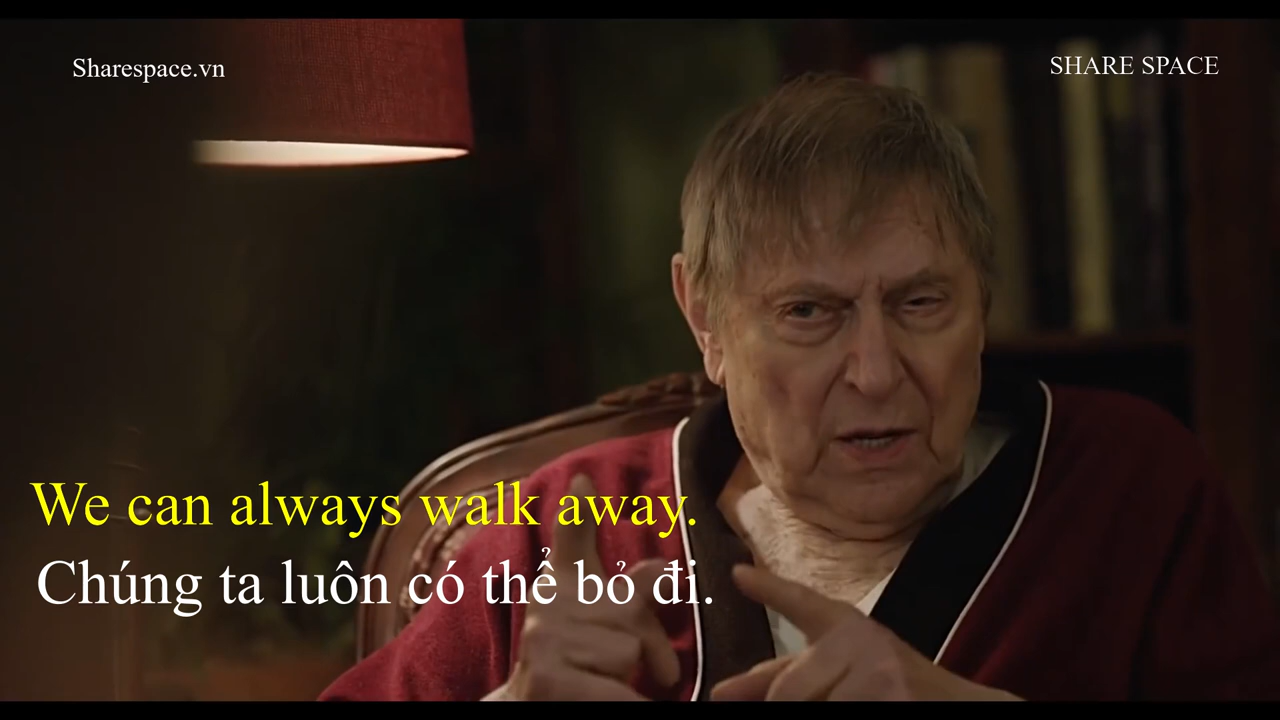 Sharespace.vn
SHARE SPACE
We can always walk away.
Chúng ta luôn có thể bỏ đi.